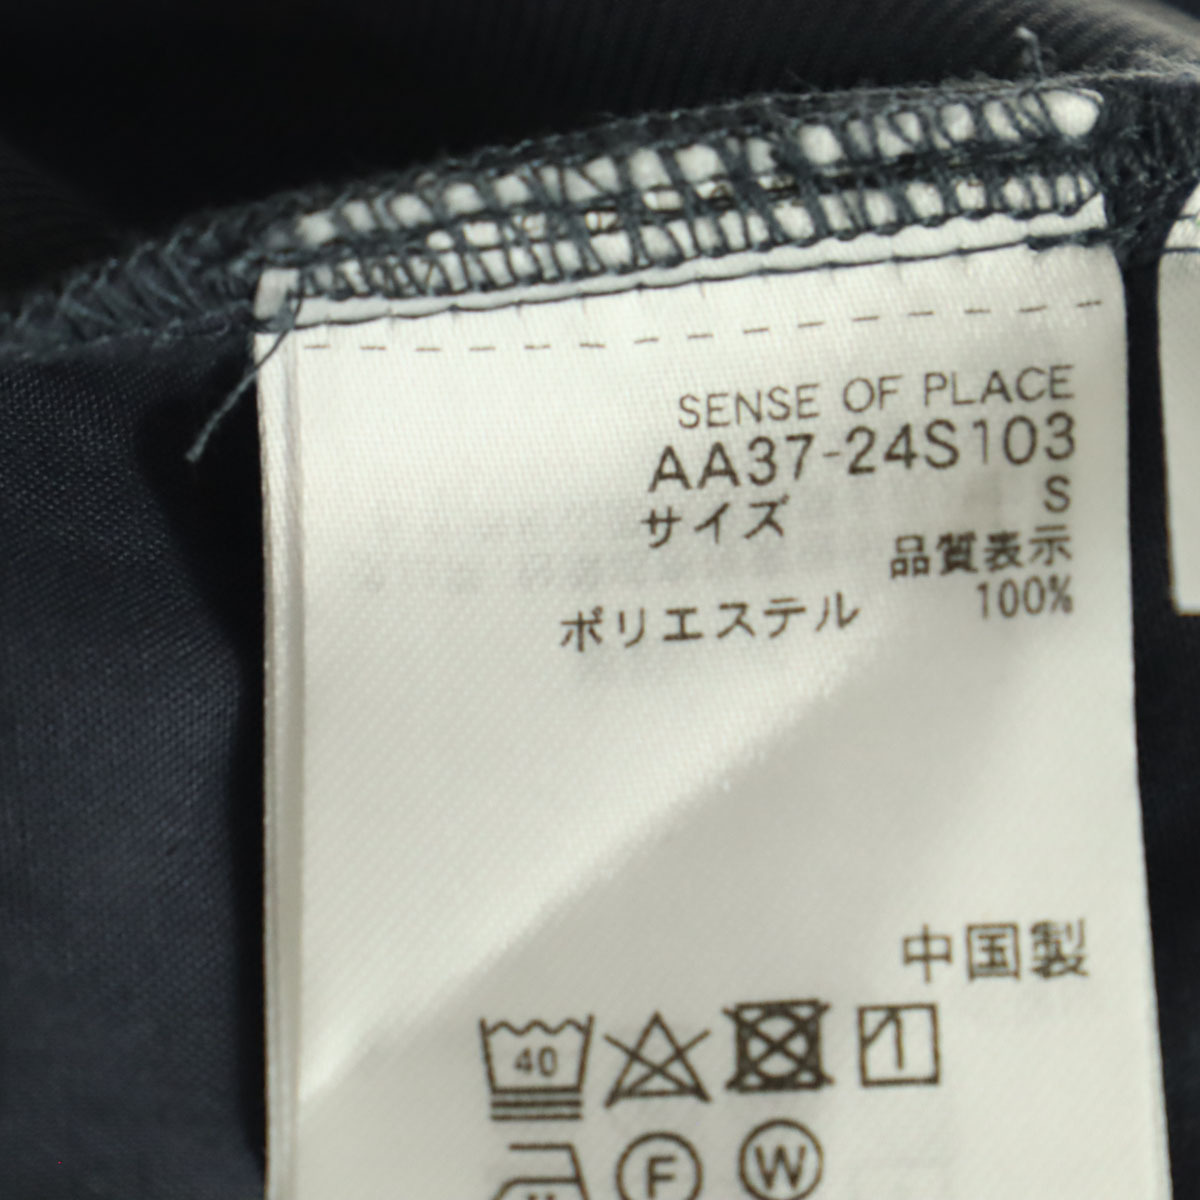 SENSE OF PLACE
AA37-24S103
サイズ S
品質表示
ポリエステル 100%
中国製
40
F W